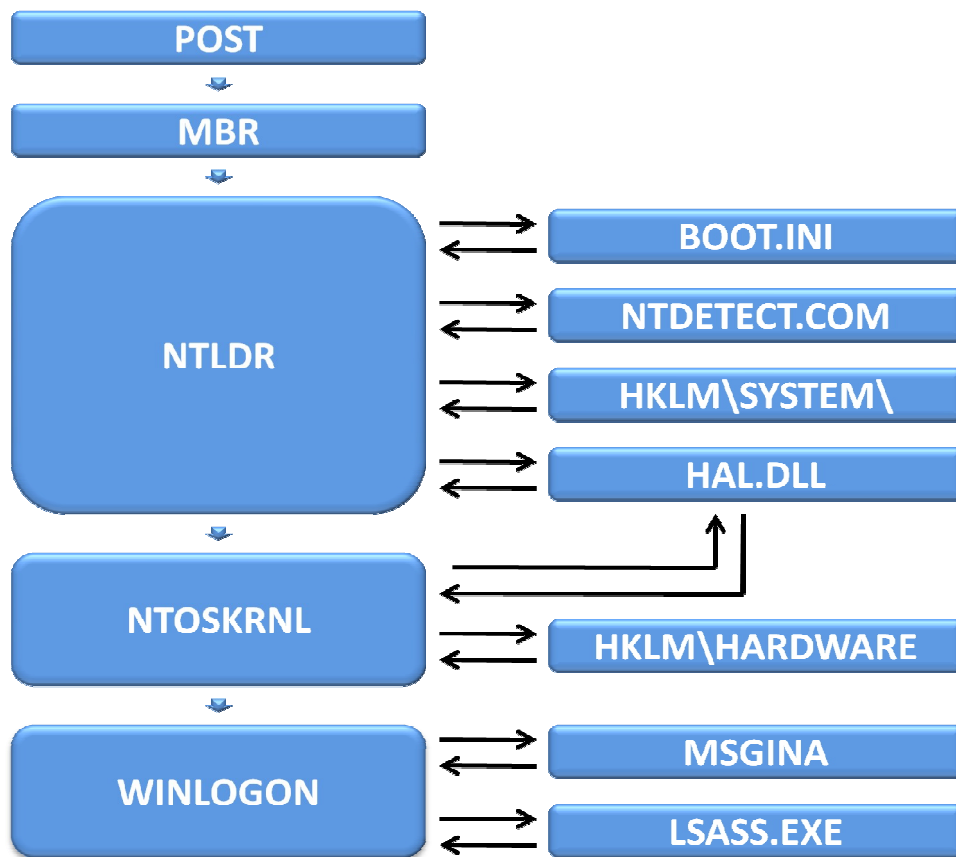 POST
MBR
NTLDR
BOOT.INI
NTDETECT.COM
HKLM\SYSTEM\
HAL.DLL
NTOSKRNL
HKLM\HARDWARE
WINLOGON
MSGINA
LSASS.EXE